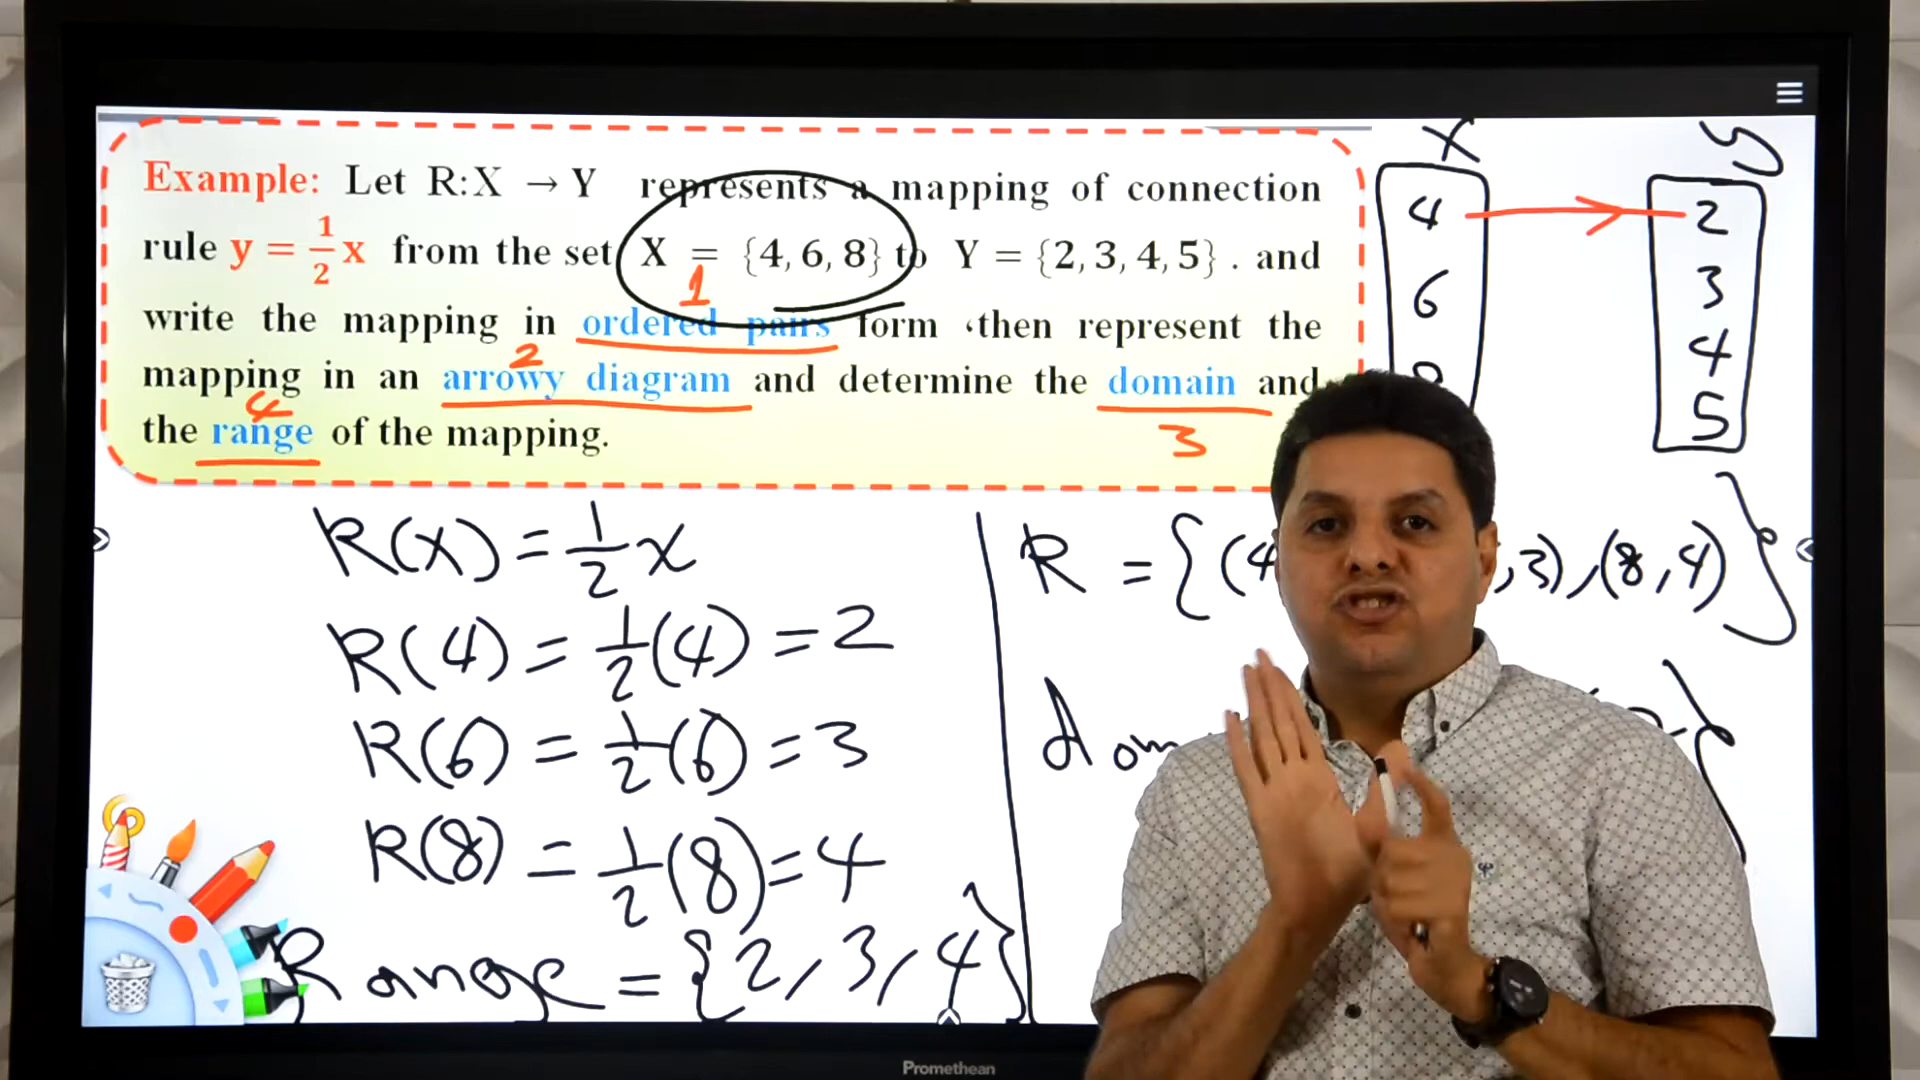 Example: Let R:X → Y represents a mapping of connection
rule y = 1/2 x from the set X = {4, 6, 8} to Y = {2, 3, 4, 5} . and
1
write the mapping in ordered pairs form ،then represent the
2
mapping in an arrowy diagram and determine the domain and
4
the range of the mapping.
3
X
4
6
y
2
3
4
5
R(x) = 1/2 x
R(4) = 1/2 (4) = 2
R(6) = 1/2 (6) = 3
R(8) = 1/2 (8) = 4
Range = {2, 3, 4}
R = {(4 ,3), (8,4)}
Promethean